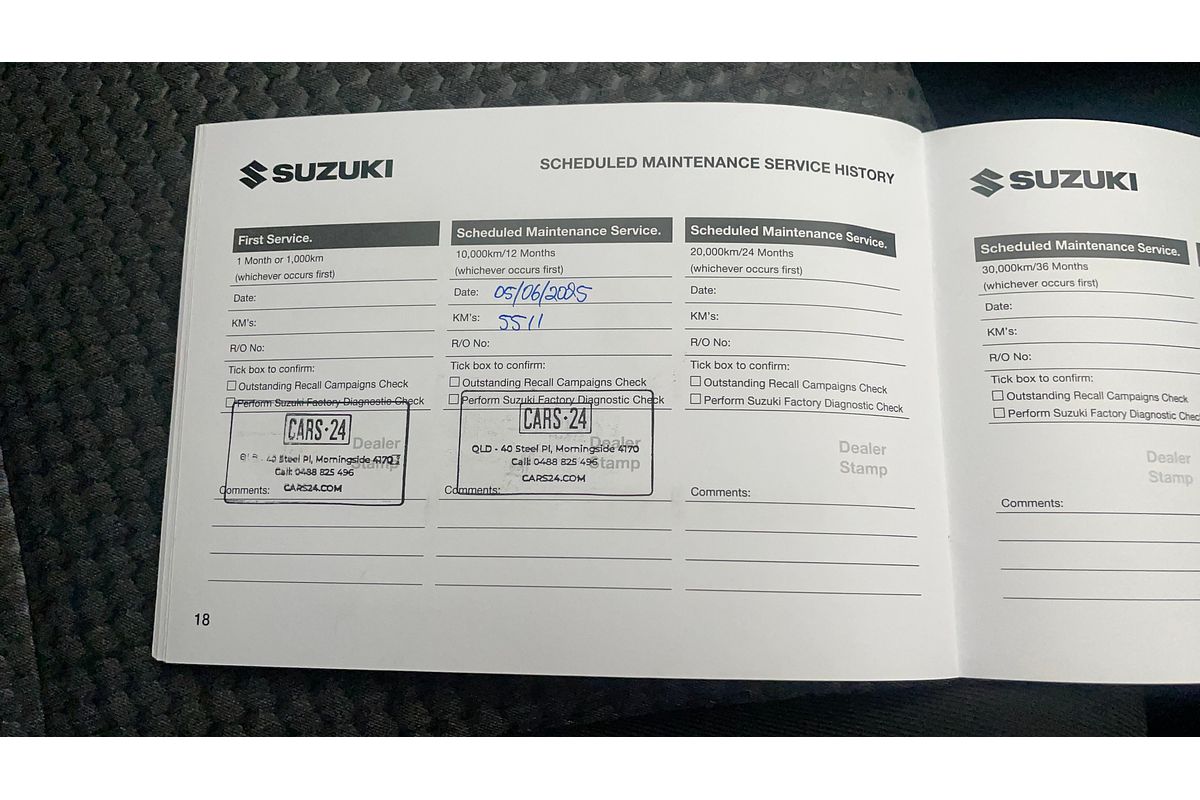 SUZUKI
SCHEDULED MAINTENANCE SERVICE HISTORY
First Service.
1 Month or 1,000km
(whichever occurs first)
Date:
KM's:
R/O No:
Tick box to confirm:
Outstanding Recall Campaigns Check
Perform Suzuki Factory Diagnostic Check
CARS·24
Dealer
40 Steel Pl, Morningside 4170
Stamp
Call: 0488 825 496
CARS24.COM
Comments:
Scheduled Maintenance Service.
10,000km/12 Months
(whichever occurs first)
Date: 05/06/2025
KM's: 5511
R/O No:
Tick box to confirm:
Outstanding Recall Campaigns Check
Perform Suzuki Factory Diagnostic Check
CARS·24
Dealer
QLD - 40 Steel Pl, Morningside 4170
Call: 0488 825 496
Stamp
CARS24.COM
Comments:
Scheduled Maintenance Service.
20,000km/24 Months
(whichever occurs first)
Date:
KM's:
R/O No:
Tick box to confirm:
Outstanding Recall Campaigns Check
Perform Suzuki Factory Diagnostic Check
Dealer
Stamp
Comments:
18
SUZUKI
Scheduled Maintenance Service.
30,000km/36 Months
(whichever occurs first)
Date:
KM's:
R/O No:
Tick box to confirm:
Outstanding Recall Campaigns Check
Perform Suzuki Factory Diagnostic
Dealer
Stamp
Comments: